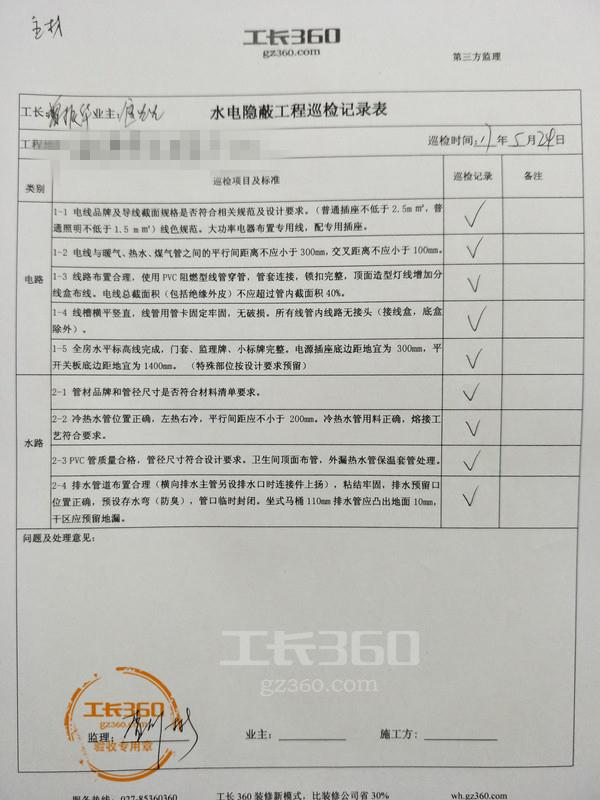 工长360
gz360.com
第三方监理
工长: 业主:
水电隐蔽工程巡检记录表
工程 巡检时间:17年5月24日
类别 巡检项目及标准 巡检记录 备注
电路
1-1 电线品牌及导线截面规格是否符合相关规范及设计要求。(普通插座不低于 2.5m㎡,普
通照明不低于 1.5 m㎡)线色规范。大功率电器布置专用线,配专用插座。
1-2 电线与暖气、热水、煤气管之间的平行间距离不应小于300mm,交叉距离不应小于100mm。
1-3 线路布置合理,使用 PVC 阻燃型线管穿管,管套连接,锁扣完整,顶面造型灯线增加分
线盒布线。电线总截面积(包括绝缘外皮)不应超过管内截面积 40%。
1-4 线槽横平竖直,线管用管卡固定牢固,无破损。所有线管内线路无接头(接线盒,底盒
除外)。
1-5 全房水平标高线完成,门套、监理牌、小标牌完整。电源插座底边距地宜为 300mm,平
开关板底边距地宜为 1400mm。(特殊部位按设计要求预留)
水路
2-1 管材品牌和管径尺寸是否符合材料清单要求。
2-2 冷热水管位置正确,左热右冷,平行间距应不小于 200mm。冷热水管用料正确,熔接工
艺符合要求。
2-3 PVC 管质量合格,管径尺寸符合设计要求。卫生间顶面布管,外漏热水管保温套管处理。
2-4 排水管道布置合理(横向排水主管另设排水口时连接件上扬),粘结牢固,排水预留口
位置正确,预设存水弯(防臭),管口临时封闭。坐式马桶 110mm 排水管应凸出地面 10mm,
干区应预留地漏。
问题及处理意见:
工长360
gz360.com
工长360
gz360.com
验收专用章
监理: 业主: 施工方:
服务热线: 027-85360360 工长 360 装修新模式,比装修公司省 30% wh.gz360.com